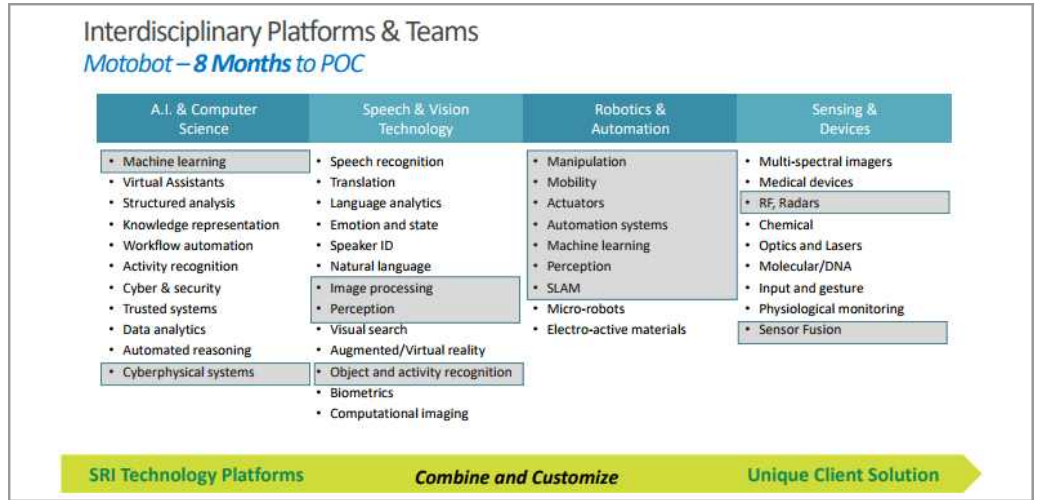 Interdisciplinary Platforms & Teams
Motobot – 8 Months to POC
A.I. & Computer
Science
• Machine learning
• Virtual Assistants
• Structured analysis
• Knowledge representation
• Workflow automation
• Activity recognition
• Cyber & security
• Trusted systems
• Data analytics
• Automated reasoning
• Cyberphysical systems
Speech & Vision
Technology
• Speech recognition
• Translation
• Language analytics
• Emotion and state
• Speaker ID
• Natural language
• Image processing
• Perception
• Visual search
• Augmented/Virtual reality
• Object and activity recognition
• Biometrics
• Computational imaging
Robotics &
Automation
• Manipulation
• Mobility
• Actuators
• Automation systems
• Machine learning
• Perception
• SLAM
• Micro-robots
• Electro-active materials
Sensing &
Devices
• Multi-spectral imagers
• Medical devices
• RF, Radars
• Chemical
• Optics and Lasers
• Molecular/DNA
• Input and gesture
• Physiological monitoring
• Sensor Fusion
SRI Technology Platforms
Combine and Customize
Unique Client Solution